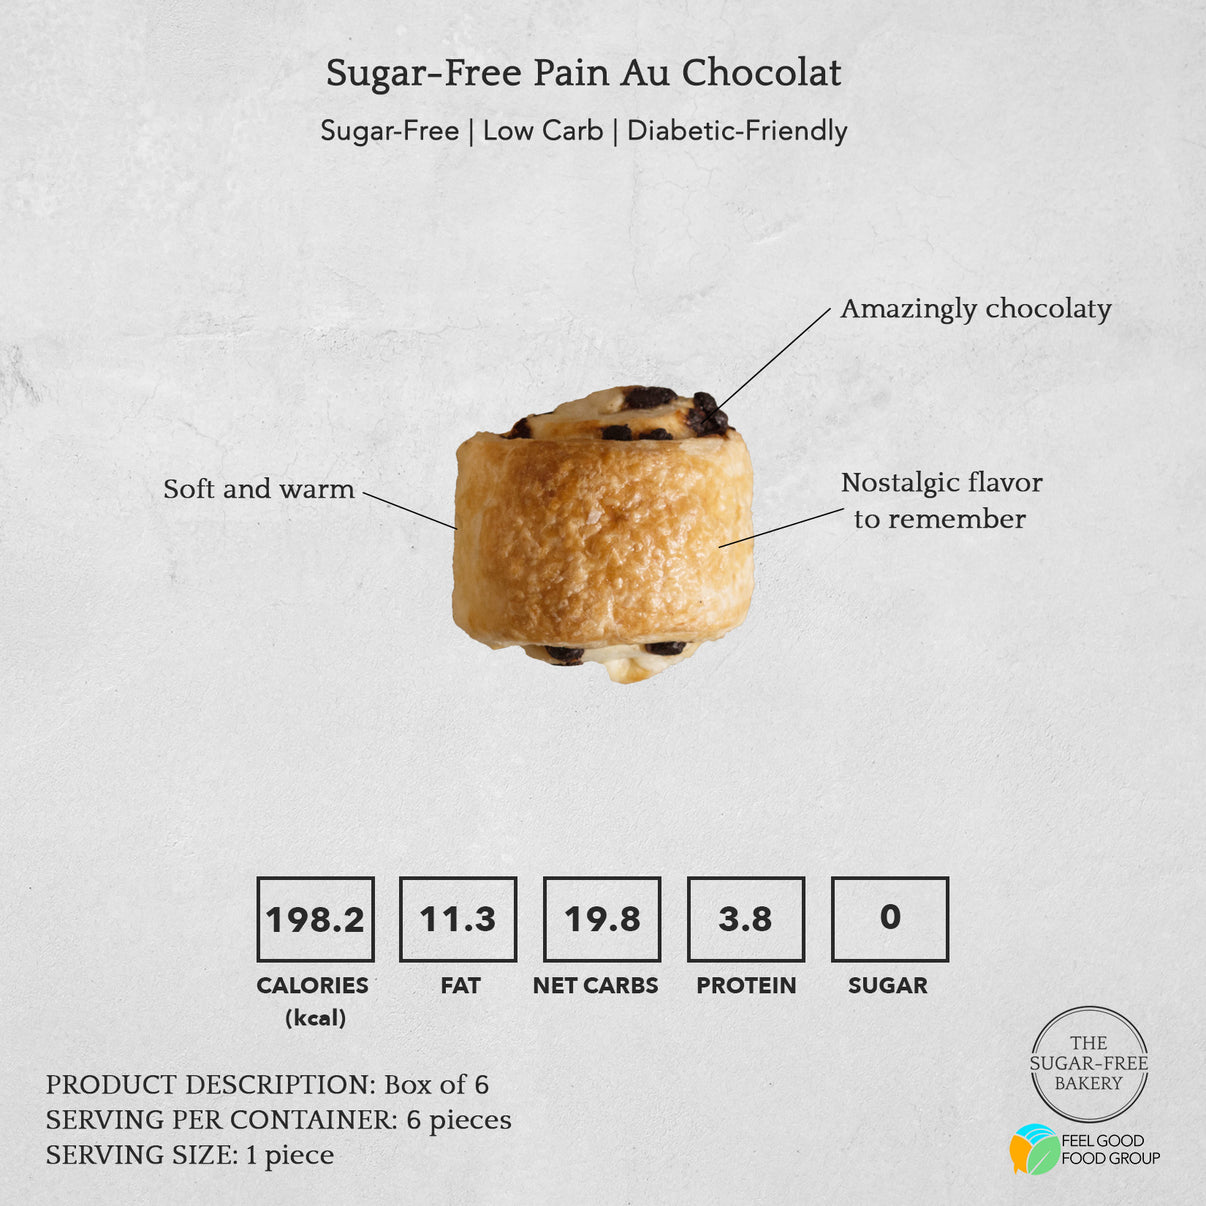 Sugar-Free Pain Au Chocolat
Sugar-Free | Low Carb | Diabetic-Friendly
Amazingly chocolaty
Soft and warm
Nostalgic flavor
to remember
198.2 11.3 19.8 3.8 0
CALORIES FAT NET CARBS PROTEIN SUGAR
(kcal)
PRODUCT DESCRIPTION: Box of 6
SERVING PER CONTAINER: 6 pieces
SERVING SIZE: 1 piece
THE
SUGAR-FREE
BAKERY
FEEL GOOD
FOOD GROUP